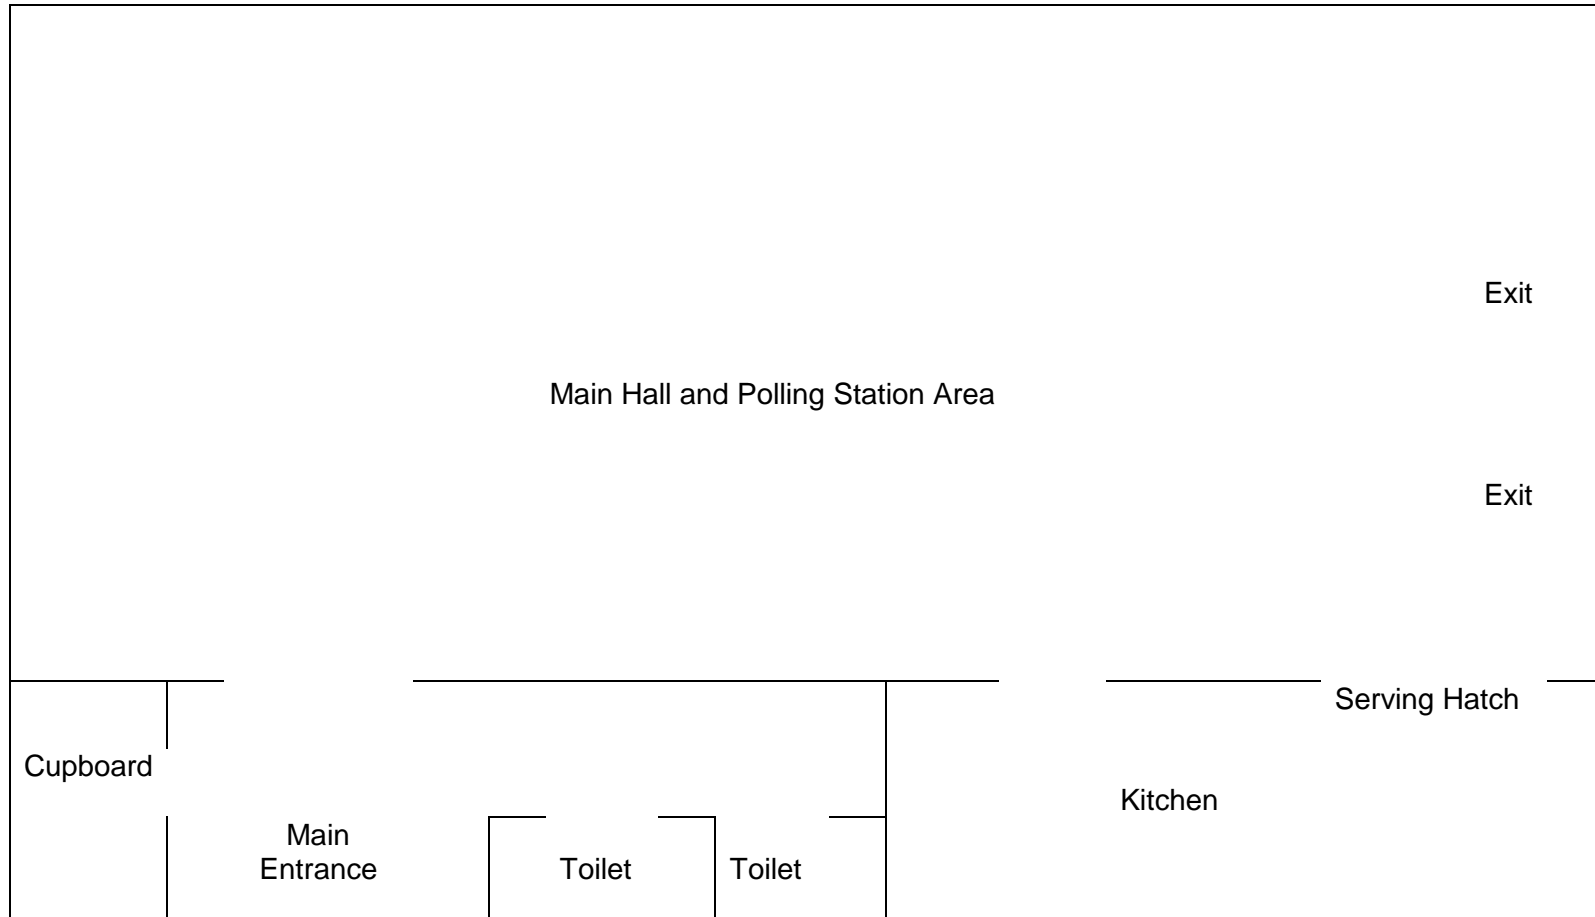 Exit
Main Hall and Polling Station Area
Exit
Serving Hatch
Cupboard
Kitchen
Main
Entrance
Toilet
Toilet